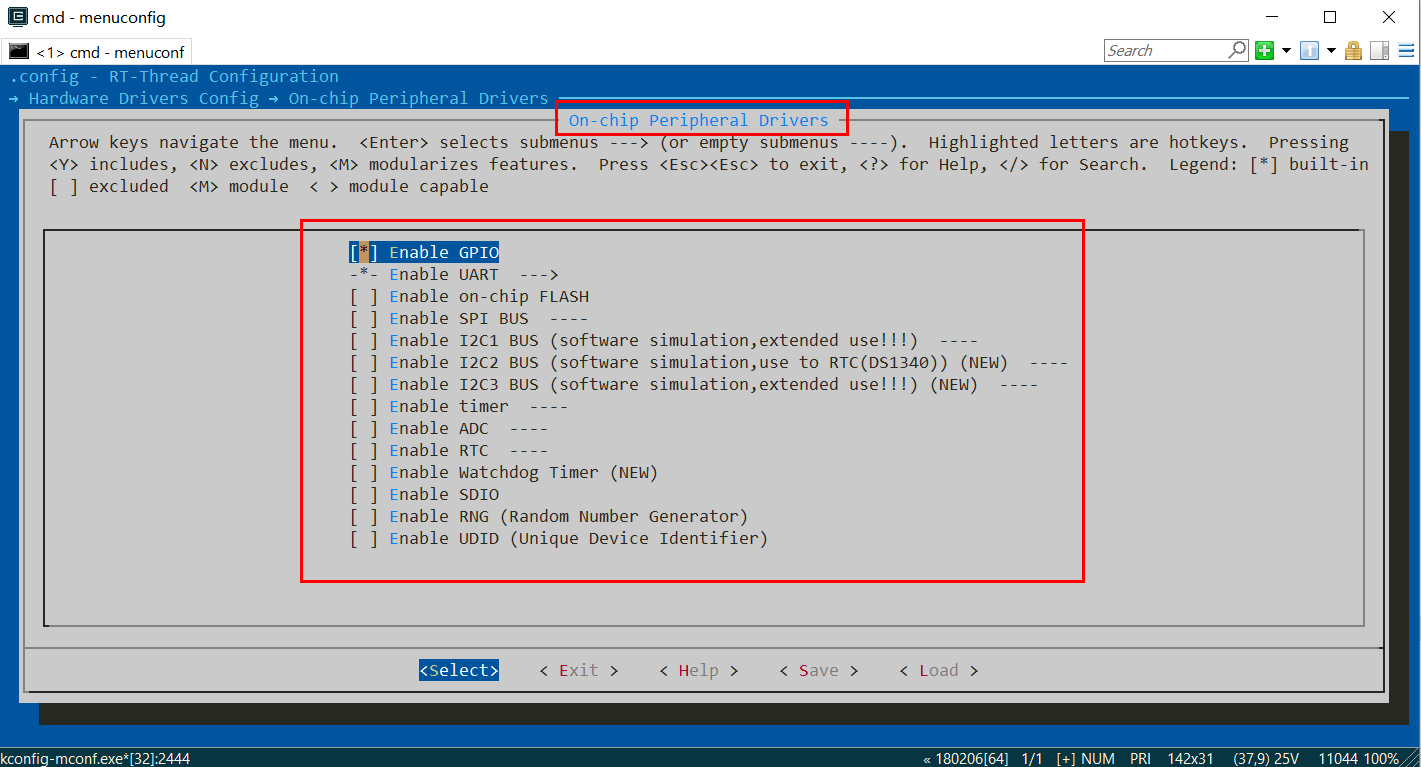 cmd - menuconfig
<1> cmd - menuconf
Search
.config - RT-Thread Configuration
→ Hardware Drivers Config → On-chip Peripheral Drivers
On-chip Peripheral Drivers
Arrow keys navigate the menu.  <Enter> selects submenus ---> (or empty submenus ----).  Highlighted letters are hotkeys.  Pressing
<Y> includes, <N> excludes, <M> modularizes features.  Press <Esc><Esc> to exit, <?> for Help, </> for Search.  Legend: [*] built-in
[ ] excluded  <M> module  < > module capable
[*] Enable GPIO
-*- Enable UART  --->
[ ] Enable on-chip FLASH
[ ] Enable SPI BUS  ----
[ ] Enable I2C1 BUS (software simulation,extended use!!!)  ----
[ ] Enable I2C2 BUS (software simulation,use to RTC(DS1340)) (NEW)  ----
[ ] Enable I2C3 BUS (software simulation,extended use!!!) (NEW)  ----
[ ] Enable timer  ----
[ ] Enable ADC  ----
[ ] Enable RTC  ----
[ ] Enable Watchdog Timer (NEW)
[ ] Enable SDIO
[ ] Enable RNG (Random Number Generator)
[ ] Enable UDID (Unique Device Identifier)
<Select>    < Exit >    < Help >    < Save >    < Load >
kconfig-mconf.exe*[32]:2444    « 180206[64]  1/1  [+] NUM  PRI  142x31  (37,9) 25V  11044 100%